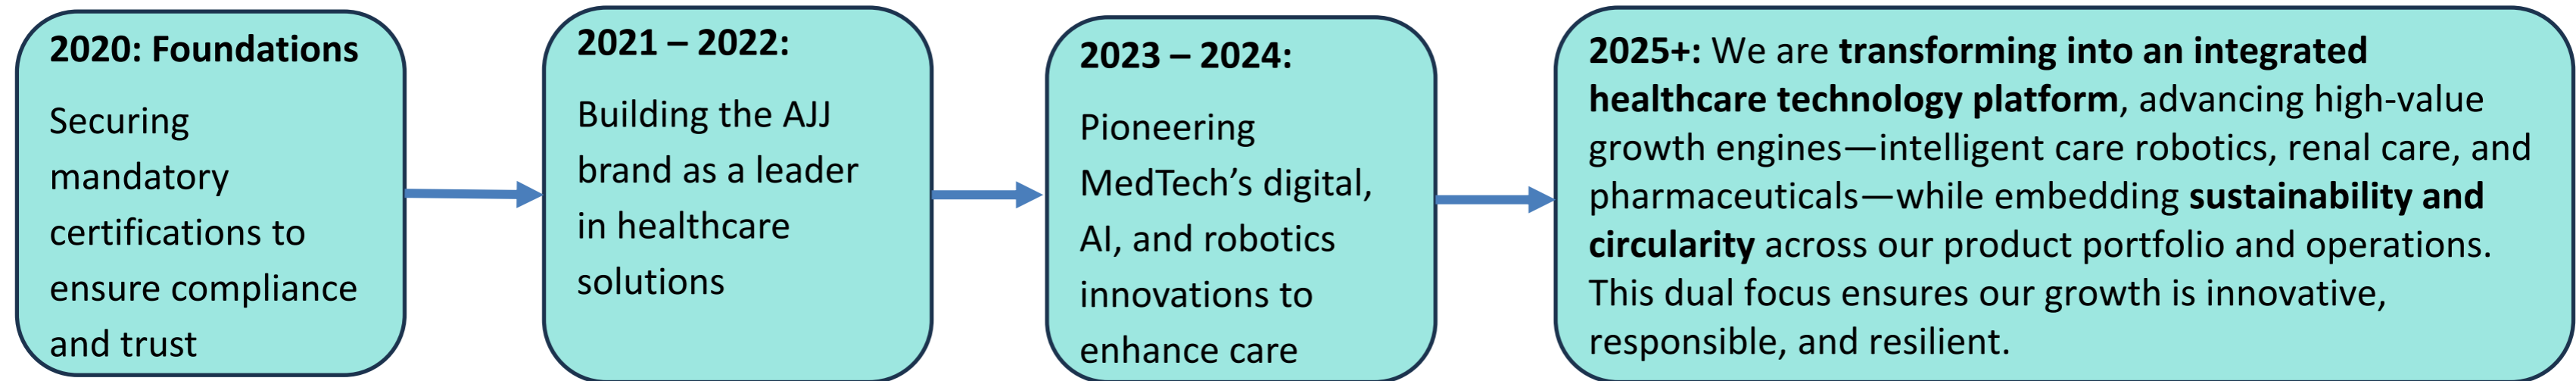 2020: Foundations
Securing
mandatory
certifications to
ensure compliance
and trust
2021 – 2022:
Building the AJJ
brand as a leader
in healthcare
solutions
2023 – 2024:
Pioneering
MedTech’s digital,
AI, and robotics
innovations to
enhance care
2025+: We are transforming into an integrated
healthcare technology platform, advancing high-value
growth engines—intelligent care robotics, renal care, and
pharmaceuticals—while embedding sustainability and
circularity across our product portfolio and operations.
This dual focus ensures our growth is innovative,
responsible, and resilient.